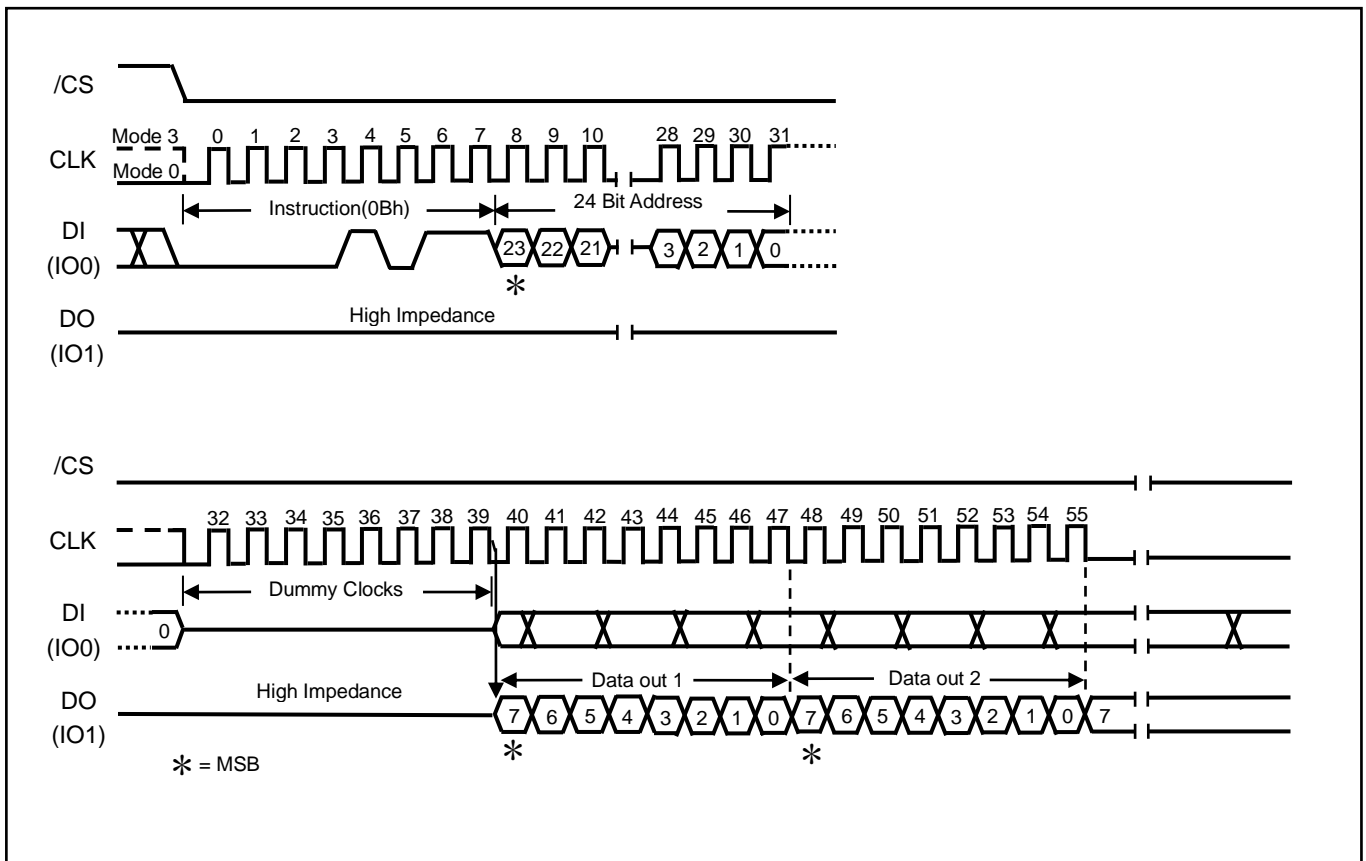 /CS
Mode 3 0 1 2 3 4 5 6 7 8 9 10 28 29 30 31
CLK
Mode 0
Instruction(0Bh) 24 Bit Address
DI
(IO0)
23 22 21 3 2 1 0
*
DO
(IO1)
High Impedance
/CS
32 33 34 35 36 37 38 39 40 41 42 43 44 45 46 47 48 49 50 51 52 53 54 55
CLK
Dummy Clocks
DI
(IO0)
0
High Impedance Data out 1 Data out 2
DO
(IO1)
7 6 5 4 3 2 1 0 7 6 5 4 3 2 1 0 7
* *
* = MSB